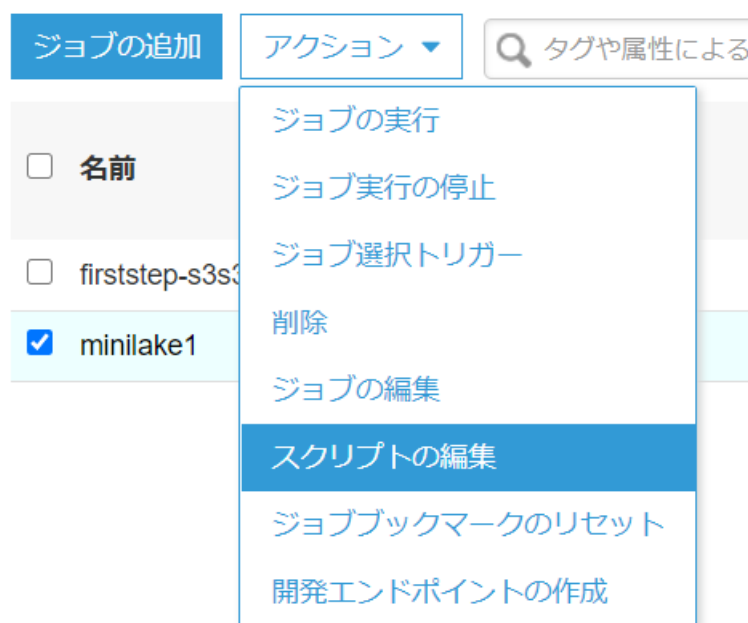 ジョブの追加
アクション
タグや属性による
ジョブの実行
名前
ジョブ実行の停止
ジョブ選択トリガー
firststep-s3s3
削除
minilake1
ジョブの編集
スクリプトの編集
ジョブブックマークのリセット
開発エンドポイントの作成